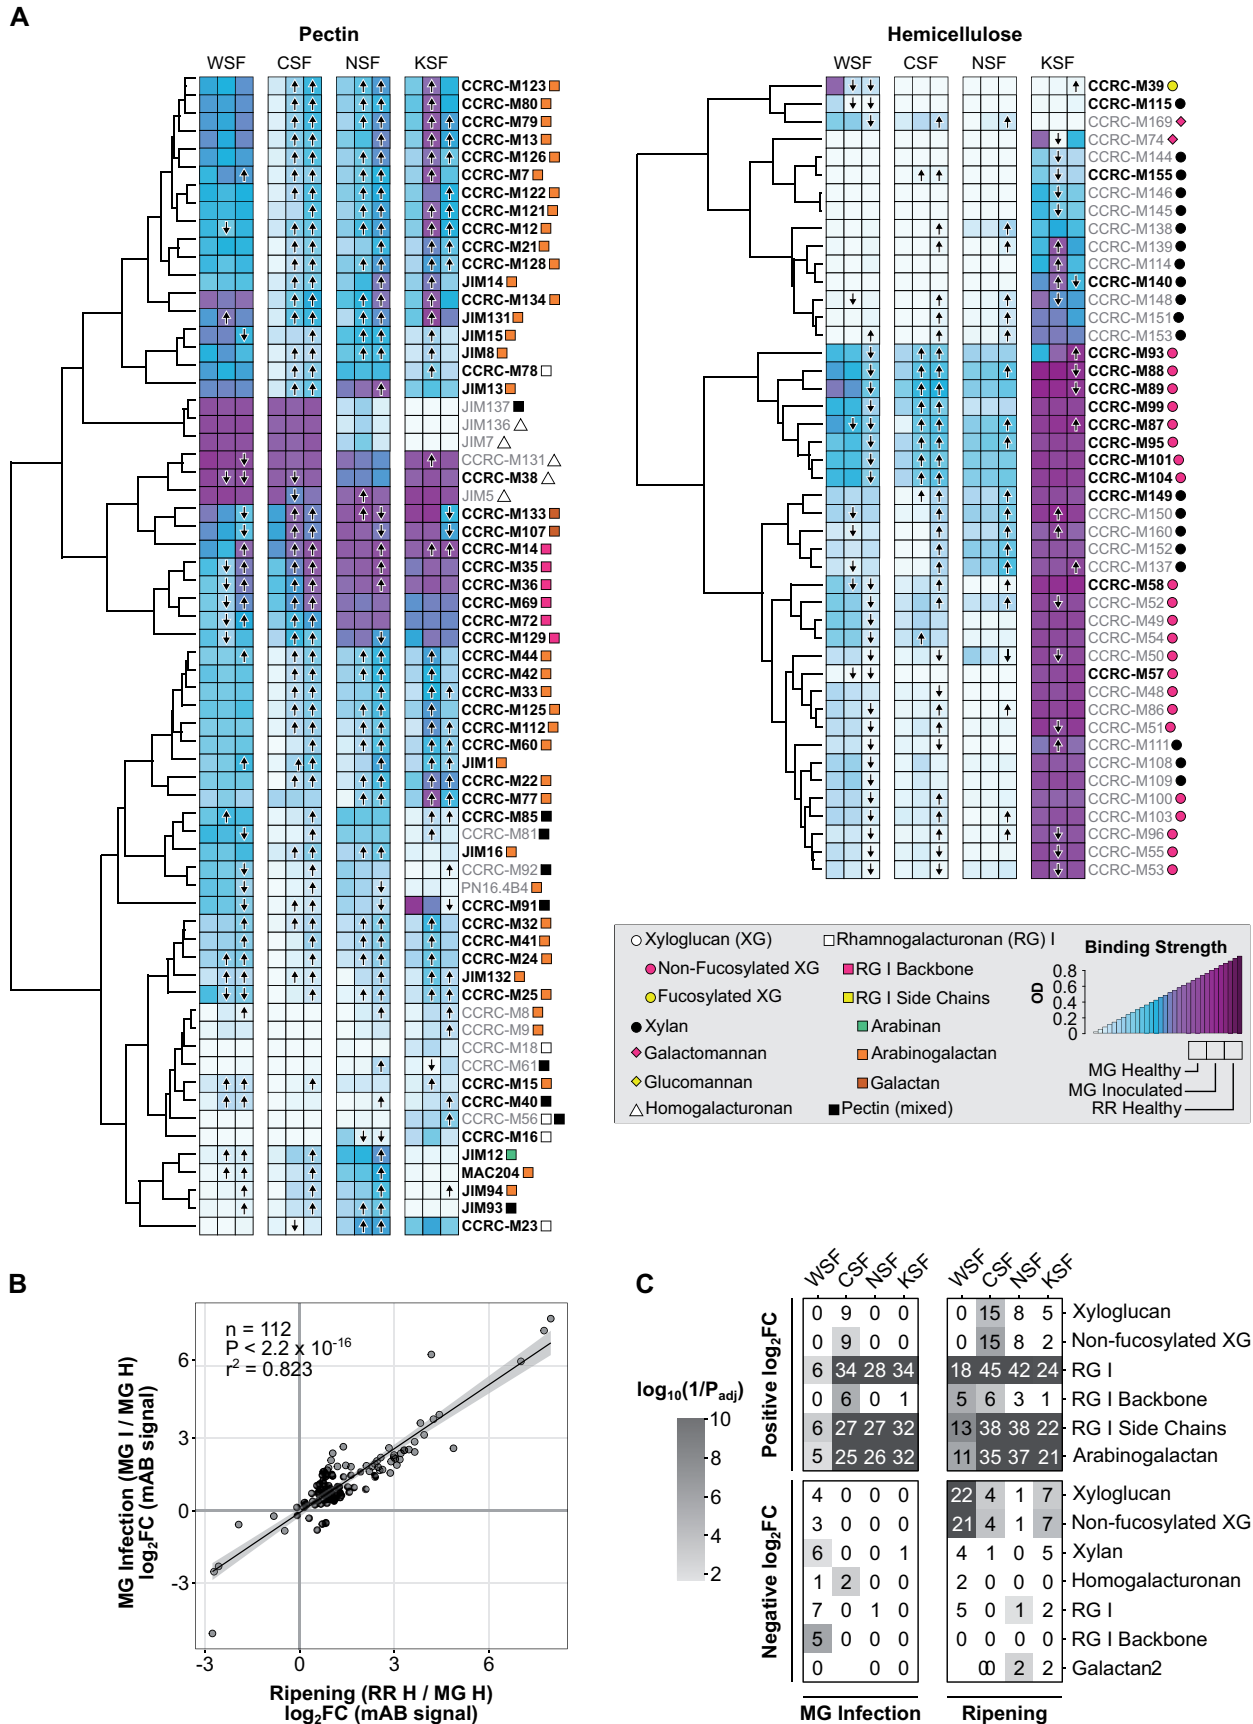 A
Pectin
WSF CSF NSF KSF
CCRC-M123
CCRC-M80
CCRC-M79
CCRC-M13
CCRC-M126
CCRC-M7
CCRC-M122
CCRC-M121
CCRC-M12
CCRC-M21
CCRC-M128
JIM14
CCRC-M134
JIM131
JIM15
JIM8
CCRC-M78
JIM13
JIM137
JIM136
JIM7
CCRC-M131
CCRC-M38
JIM5
CCRC-M133
CCRC-M107
CCRC-M14
CCRC-M35
CCRC-M36
CCRC-M69
CCRC-M72
CCRC-M129
CCRC-M44
CCRC-M42
CCRC-M33
CCRC-M125
CCRC-M112
CCRC-M60
JIM1
CCRC-M22
CCRC-M77
CCRC-M85
CCRC-M81
JIM16
CCRC-M92
PN16.4B4
CCRC-M91
CCRC-M32
CCRC-M41
CCRC-M24
JIM132
CCRC-M25
CCRC-M8
CCRC-M9
CCRC-M18
CCRC-M61
CCRC-M15
CCRC-M40
CCRC-M56
CCRC-M16
JIM12
MAC204
JIM94
JIM93
CCRC-M23
Hemicellulose
WSF CSF NSF KSF
CCRC-M39
CCRC-M115
CCRC-M169
CCRC-M74
CCRC-M144
CCRC-M155
CCRC-M146
CCRC-M145
CCRC-M138
CCRC-M139
CCRC-M114
CCRC-M140
CCRC-M148
CCRC-M151
CCRC-M153
CCRC-M93
CCRC-M88
CCRC-M89
CCRC-M99
CCRC-M87
CCRC-M95
CCRC-M101
CCRC-M104
CCRC-M149
CCRC-M150
CCRC-M160
CCRC-M152
CCRC-M137
CCRC-M58
CCRC-M52
CCRC-M49
CCRC-M54
CCRC-M50
CCRC-M57
CCRC-M48
CCRC-M86
CCRC-M51
CCRC-M111
CCRC-M108
CCRC-M109
CCRC-M100
CCRC-M103
CCRC-M96
CCRC-M55
CCRC-M53
Xyloglucan (XG)
Non-Fucosylated XG
Fucosylated XG
Xylan
Galactomannan
Glucomannan
Homogalacturonan
Rhamnogalacturonan (RG) I
RG I Backbone
RG I Side Chains
Arabinan
Arabinogalactan
Galactan
Pectin (mixed)
Binding Strength
OD
0.8
0.6
0.4
0.2
0
MG Healthy
MG Inoculated
RR Healthy
B
n = 112
P < 2.2 x 10-16
r2 = 0.823
MG Infection (MG I / MG H)
log2FC (mAB signal)
6
3
0
-3
-3 0 3 6
Ripening (RR H / MG H)
log2FC (mAB signal)
C
WSF CSF NSF KSF WSF CSF NSF KSF
Positive log2FC
0 9 0 0 0 15 8 5 Xyloglucan
0 9 0 0 0 15 8 2 Non-fucosylated XG
6 34 28 34 18 45 42 24 RG I
0 6 0 1 5 6 3 1 RG I Backbone
6 27 27 32 13 38 38 22 RG I Side Chains
5 25 26 32 11 35 37 21 Arabinogalactan
Negative log2FC
4 0 0 0 22 4 1 7 Xyloglucan
3 0 0 0 21 4 1 7 Non-fucosylated XG
6 0 0 1 4 1 0 5 Xylan
1 2 0 0 2 0 0 0 Homogalacturonan
7 0 1 0 5 0 1 2 RG I
5 0 0 0 0 0 0 0 RG I Backbone
0 0 0 00 2 2 Galactan2
MG Infection Ripening
log10(1/Padj)
10
8
6
4
2